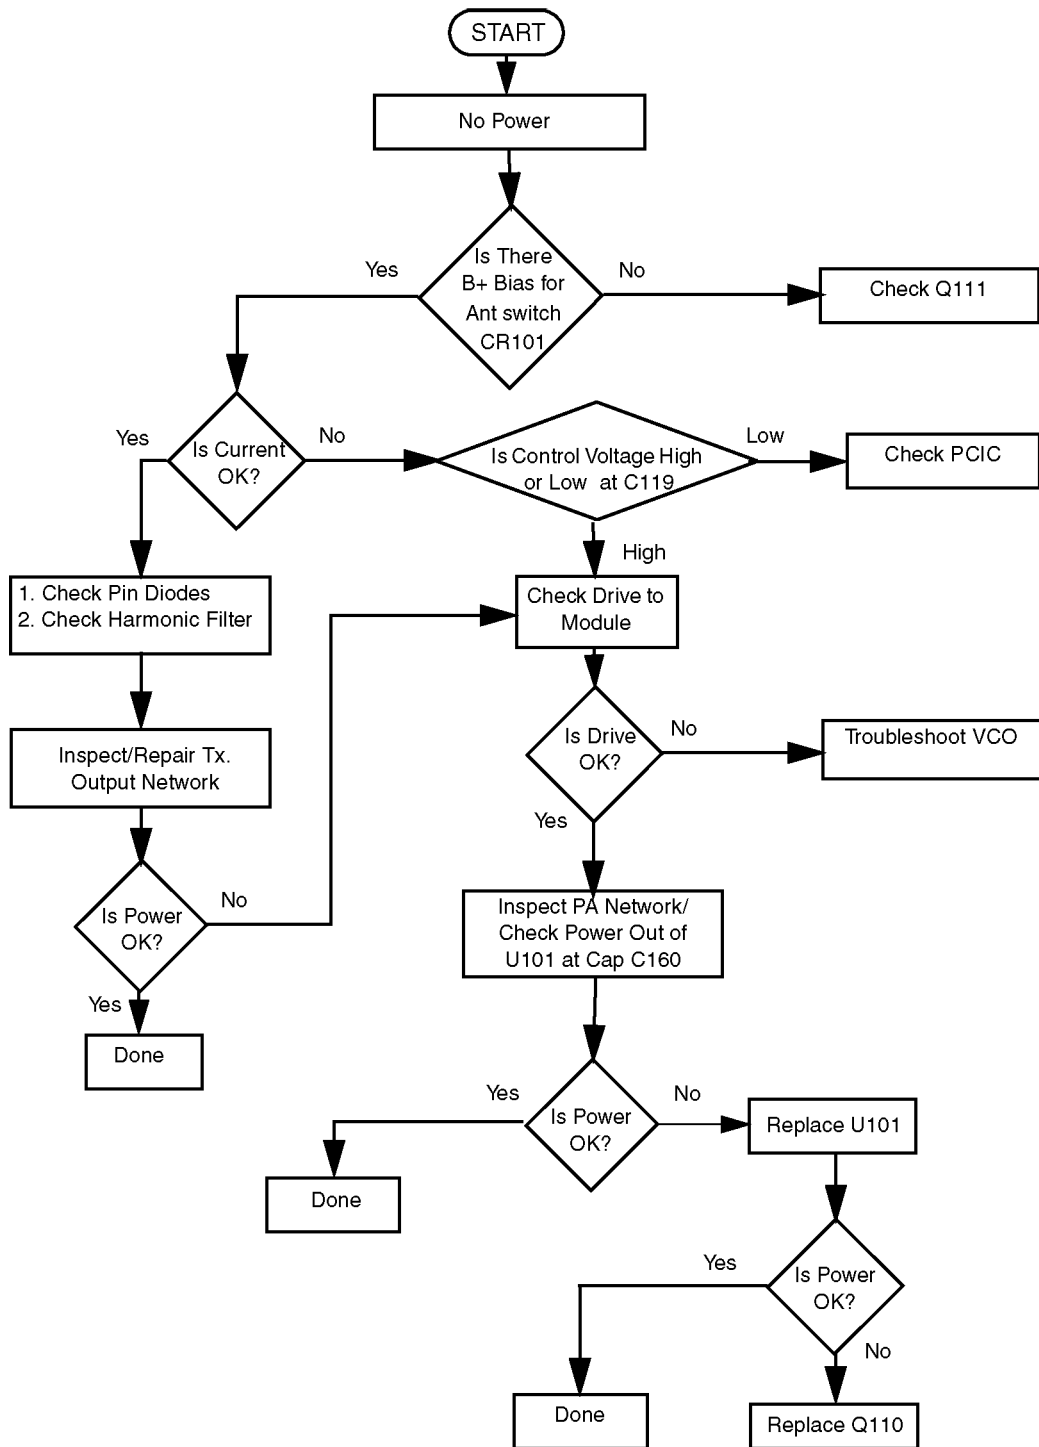 START
No Power
Is There
B+ Bias for
Ant switch
CR101
Yes
No
Check Q111
Yes
Is Current
OK?
No
Is Control Voltage High
or Low at C119
Low
Check PCIC
High
1. Check Pin Diodes
2. Check Harmonic Filter
Check Drive to
Module
Inspect/Repair Tx.
Output Network
Is Drive
OK?
No
Troubleshoot VCO
Yes
Is Power
OK?
No
Inspect PA Network/
Check Power Out of
U101 at Cap C160
Yes
Done
Yes
Is Power
OK?
No
Replace U101
Done
Yes
Is Power
OK?
No
Done
Replace Q110